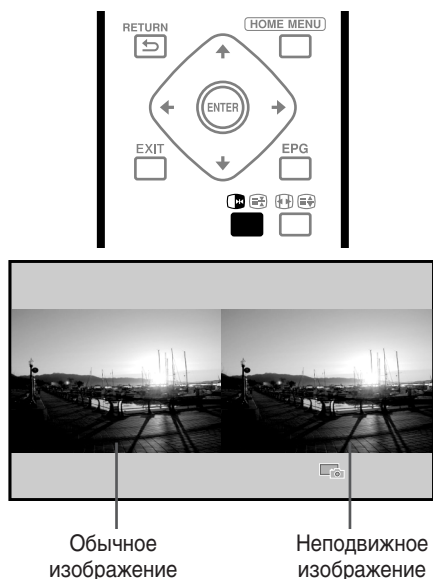 RETURN
HOME MENU
ENTER
EXIT
EPG
Обычное
изображение
Неподвижное
изображение